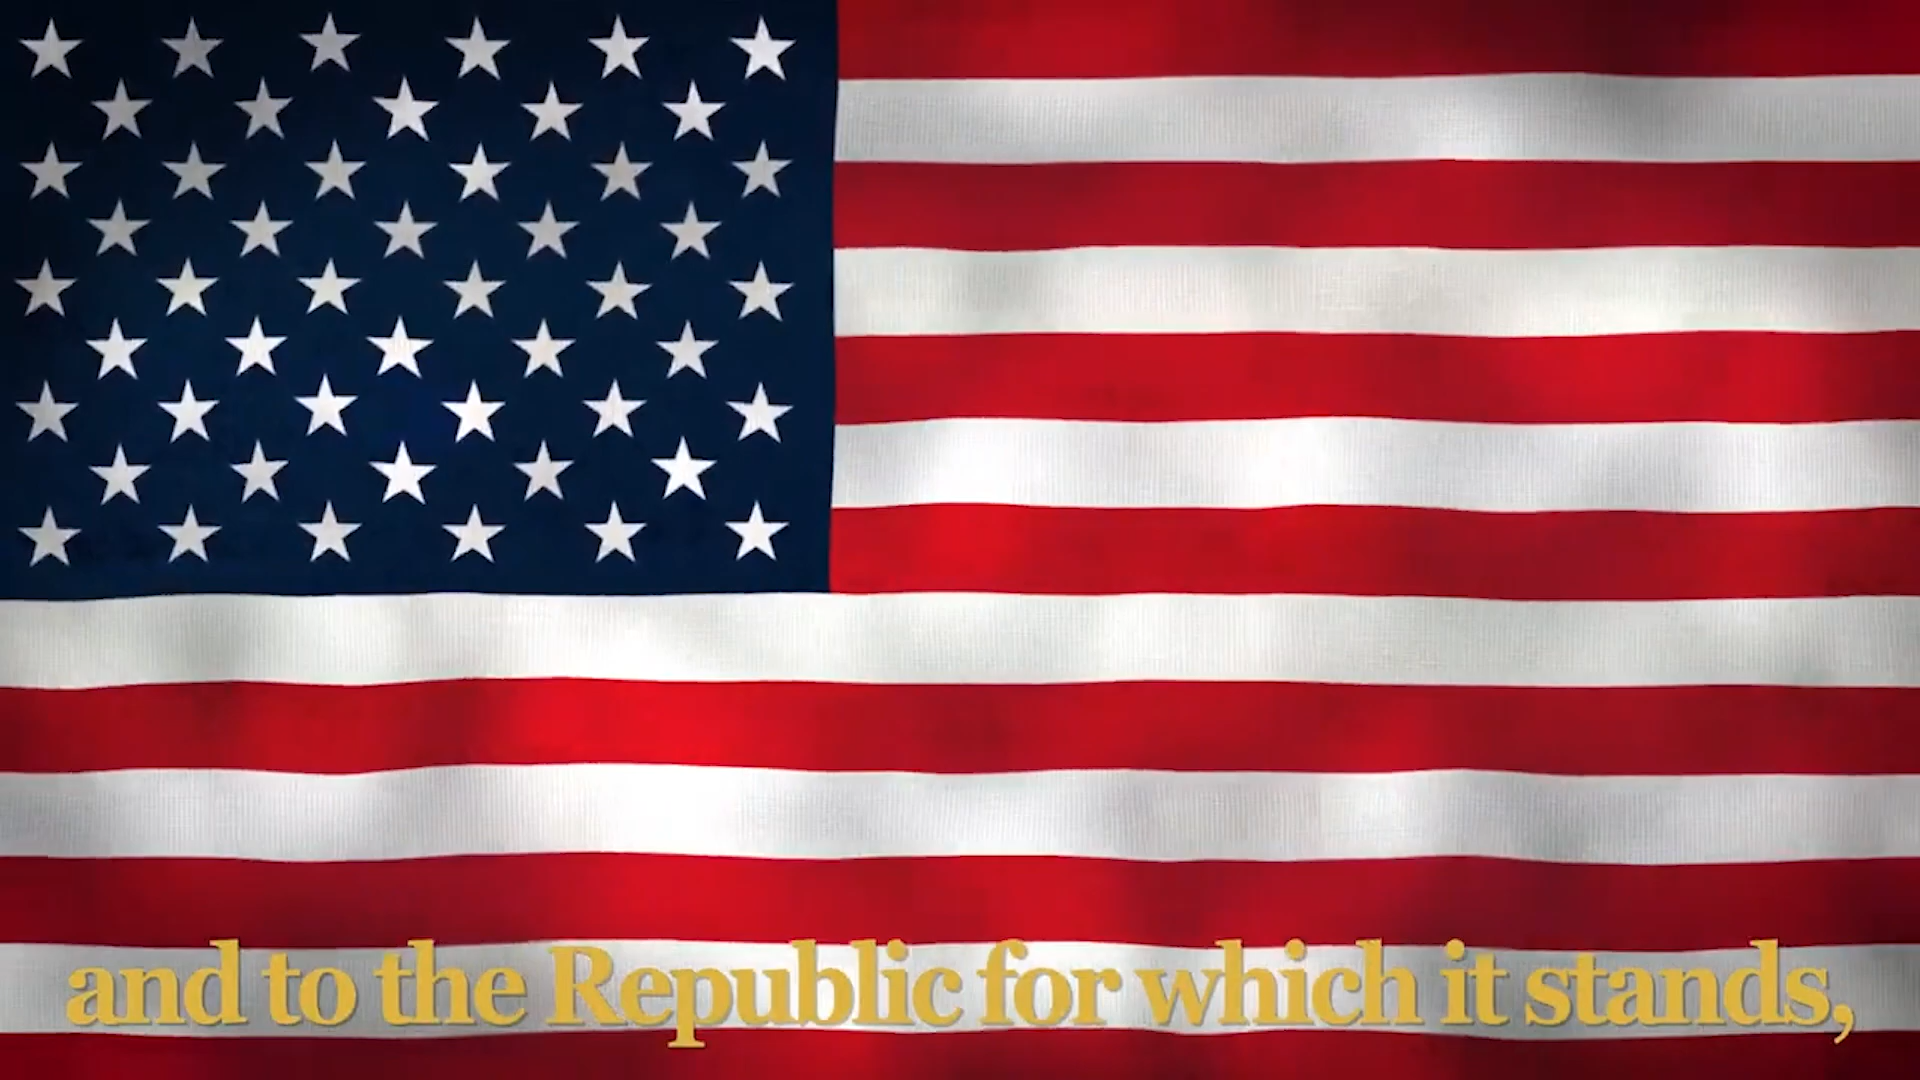 and to the Republic for which it stands,